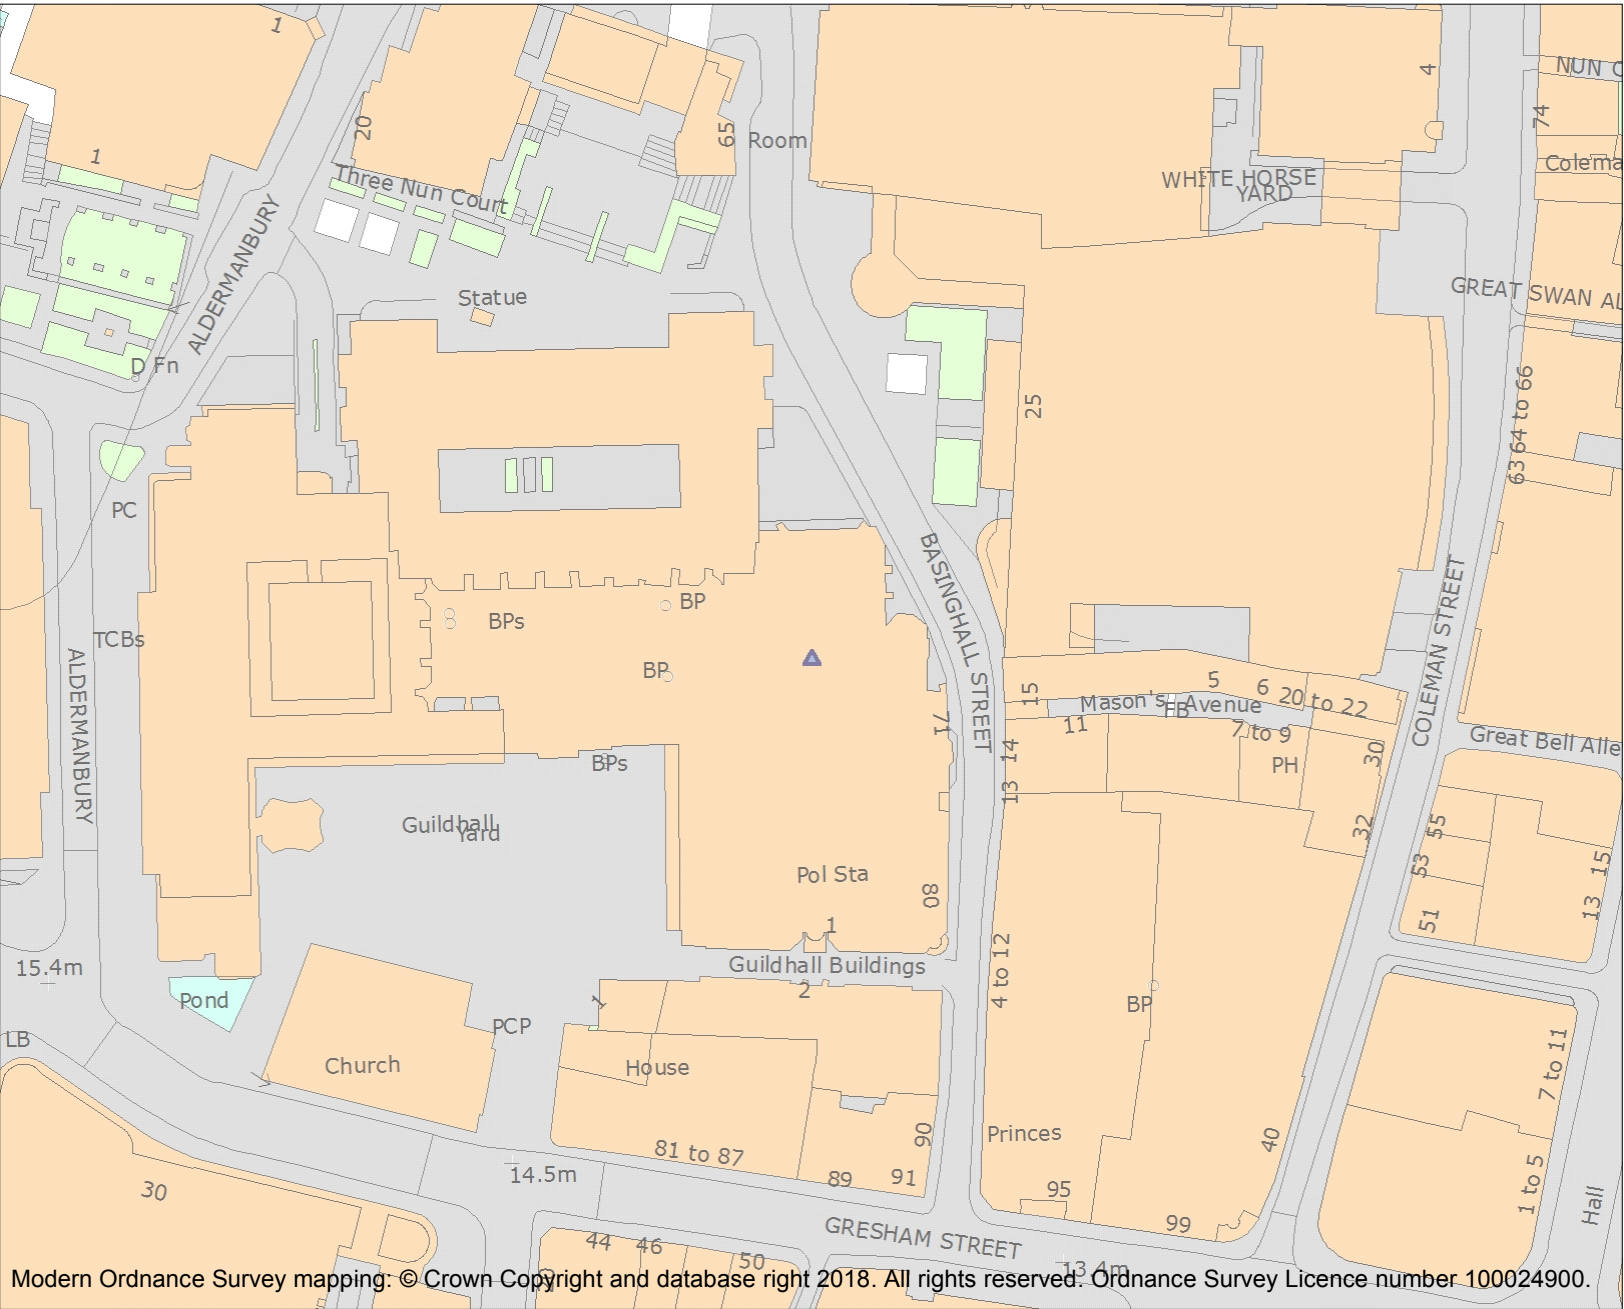 1
20
1
Three Nun Court
65
Room
4
NUN C
74
Colema
WHITE HORSE
YARD
ALDERMANBURY
Statue
GREAT SWAN AL
D Fn
25
64 to 66
63
PC
BASINGHALL STREET
TCBs
BPs
BP
BP
ALDERMANBURY
COLEMAN STREET
15
Mason's
FB
Avenue
5
6
20 to 22
11
7 to 9
PH
30
Great Bell Alle
71
14
13
BPs
Guildhall
Yard
32
55
53
51
15
13
Pol Sta
80
1
Guildhall Buildings
2
4 to 12
15.4m
Pond
1
PCP
BP
LB
Church
House
7 to 11
81 to 87
90
89
91
Princes
95
99
40
1 to 5
Hall
14.5m
30
GRESHAM STREET
44
46
50
13.4m
Modern Ordnance Survey mapping: © Crown Copyright and database right 2018. All rights reserved. Ordnance Survey Licence number 100024900.